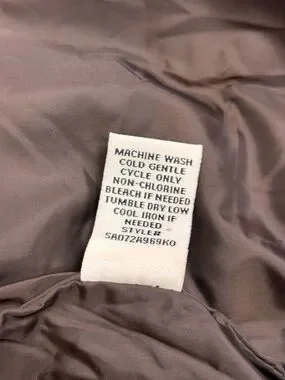 MACHINE WASH
COLD GENTLE
CYCLE ONLY
NON-CHLORINE
BLEACH IF NEEDED
TUMBLE DRY LOW
COOL IRON IF
NEEDED
STYLE#
SAD72A969KO